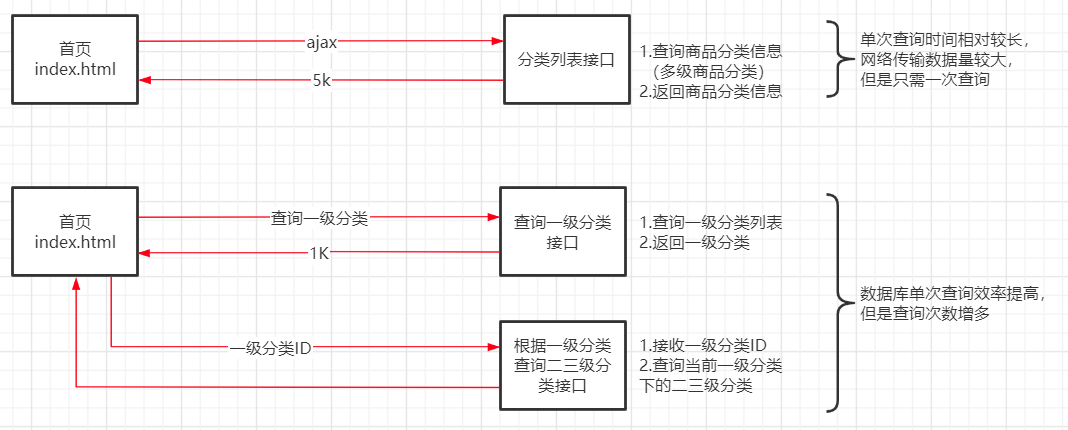 首页
index.html
ajax
5k
分类列表接口
1.查询商品分类信息
（多级商品分类）
2.返回商品分类信息
单次查询时间相对较长，
网络传输数据量较大，
但是只需一次查询
首页
index.html
查询一级分类
1K
查询一级分类
接口
1.查询一级分类列表
2.返回一级分类
一级分类ID
根据一级分类
查询二三级分
类接口
1.接收一级分类ID
2.查询当前一级分类
下的二三级分类
数据库单次查询效率提高，
但是查询次数增多